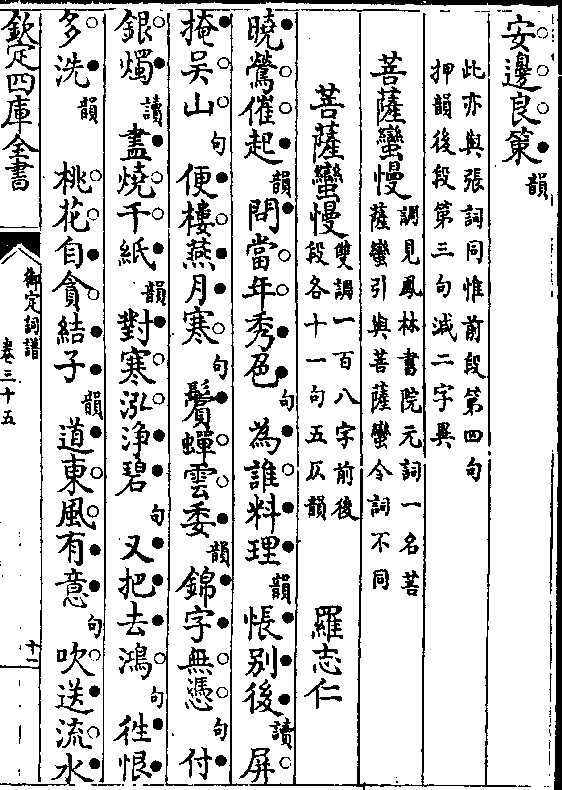 安邊良策韻
此亦與張詞同惟前段第四句
押韻後段第三句減二字異
菩薩蠻慢調見鳳林書院元詞一名菩
薩蠻引與菩薩蠻令詞不同
菩薩蠻慢雙調一百八字前後
段各十一句五仄韻 羅志仁
曉鶯催起韻問當年秀色句為誰料理韻悵别後讀屏
掩吳山句便樓燕月寒句鬢蟬雲委韻錦字無憑句付
銀燭讀盡燒千紙韻對寒泓浄碧句又把去鴻句徃恨
多洗韻桃花自貪結子韻道東風有意句吹送流水
欽定四庫全書
御定詞譜
卷三十五
十二